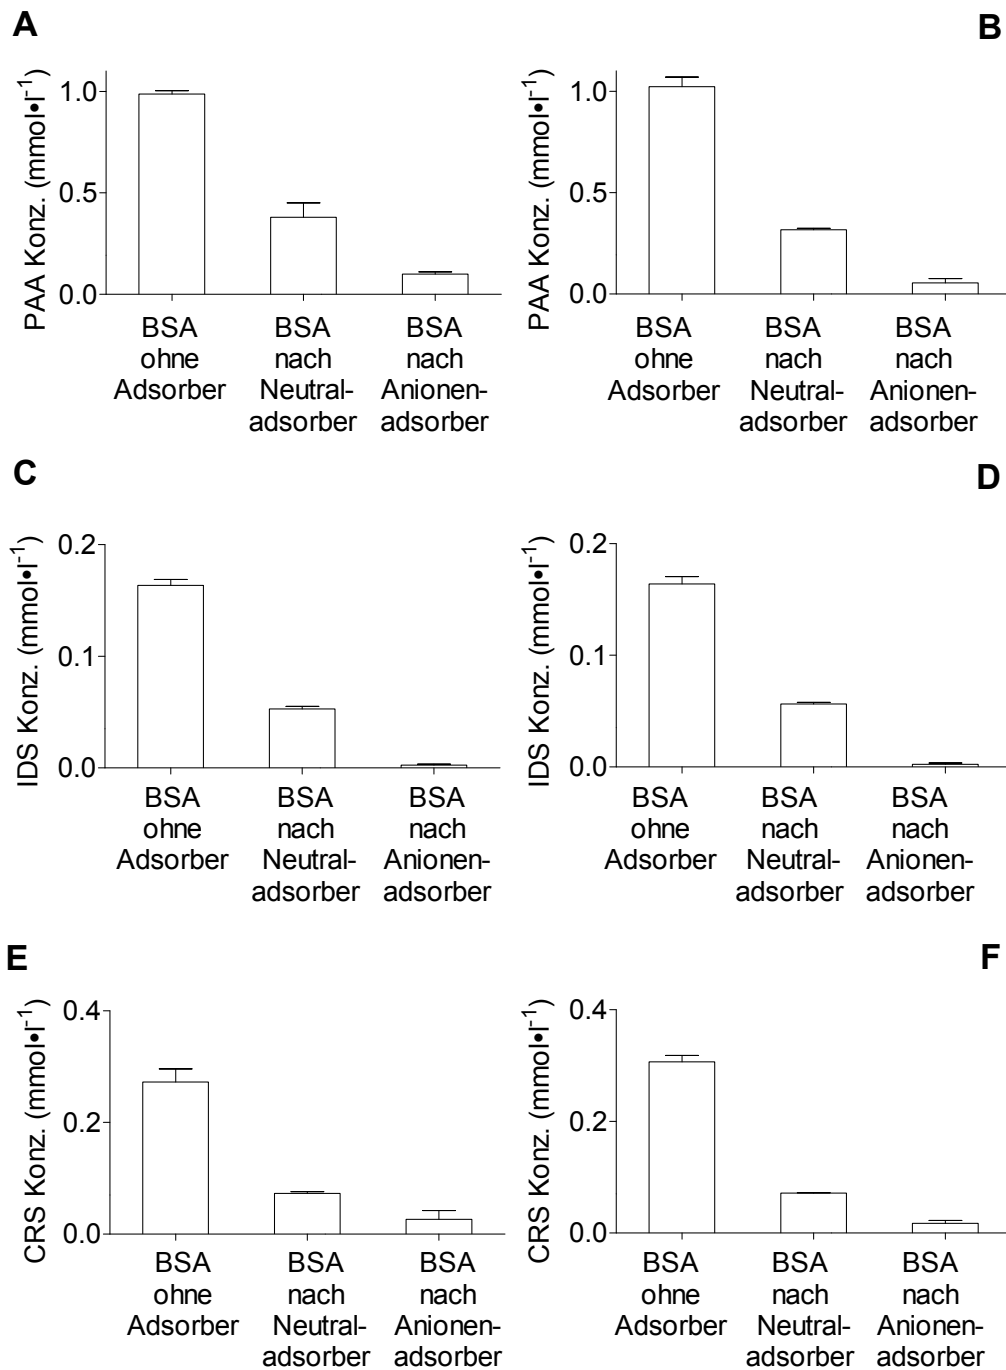 A
B
PAA Konz. (mmol•l⁻¹)
1.0
0.5
0.0
BSA
ohne
Adsorber
BSA
nach
Neutral-
adsorber
BSA
nach
Anionen-
adsorber
PAA Konz. (mmol•l⁻¹)
1.0
0.5
0.0
BSA
ohne
Adsorber
BSA
nach
Neutral-
adsorber
BSA
nach
Anionen-
adsorber
C
D
IDS Konz. (mmol•l⁻¹)
0.2
0.1
0.0
BSA
ohne
Adsorber
BSA
nach
Neutral-
adsorber
BSA
nach
Anionen-
adsorber
IDS Konz. (mmol•l⁻¹)
0.2
0.1
0.0
BSA
ohne
Adsorber
BSA
nach
Neutral-
adsorber
BSA
nach
Anionen-
adsorber
E
F
CRS Konz. (mmol•l⁻¹)
0.4
0.2
0.0
BSA
ohne
Adsorber
BSA
nach
Neutral-
adsorber
BSA
nach
Anionen-
adsorber
CRS Konz. (mmol•l⁻¹)
0.4
0.2
0.0
BSA
ohne
Adsorber
BSA
nach
Neutral-
adsorber
BSA
nach
Anionen-
adsorber